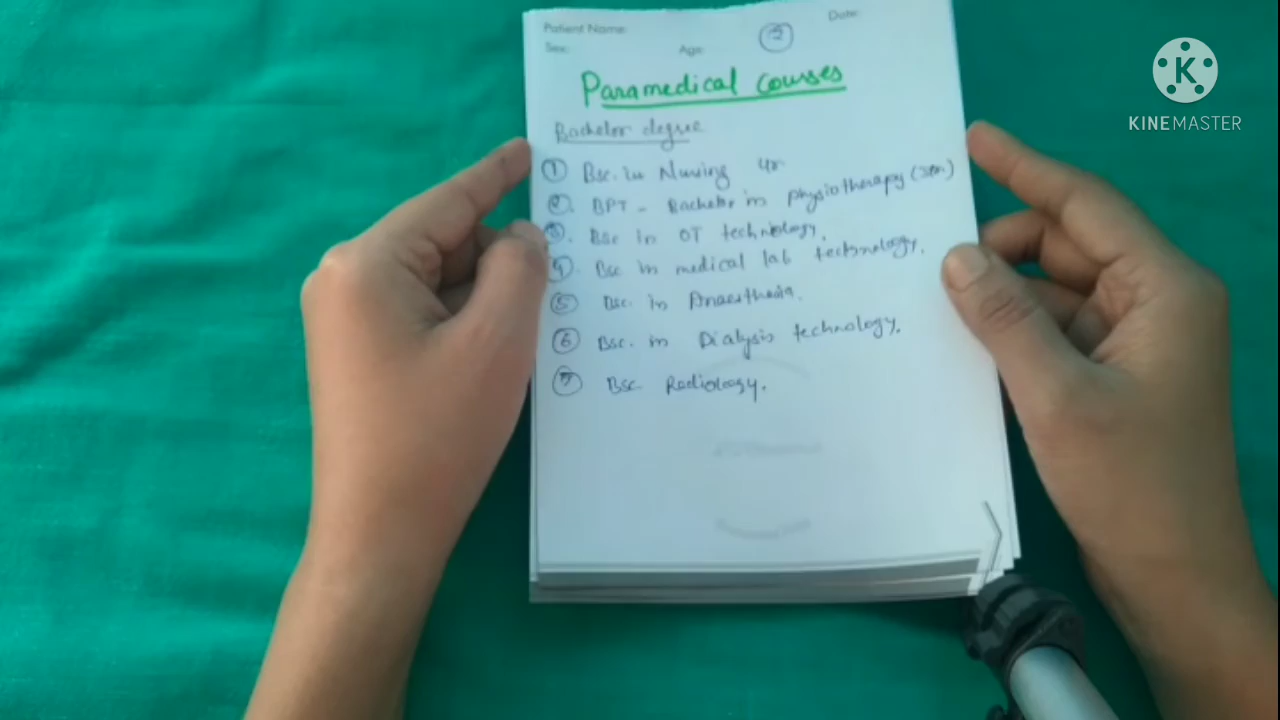 Patient Name:
Date:
Sex:
Age:
2
Paramedical courses
Bachelor degree
① Bsc. in Nursing 4r
②. BPT - Bachelor in physiotherapy
③. Bsc in OT technology.
④. Bsc in medical lab technology.
⑤ Bsc. in Anaesthesia.
⑥ Bsc. in Dialysis technology.
⑦ Bsc. Radiology.
K
KINEMASTER